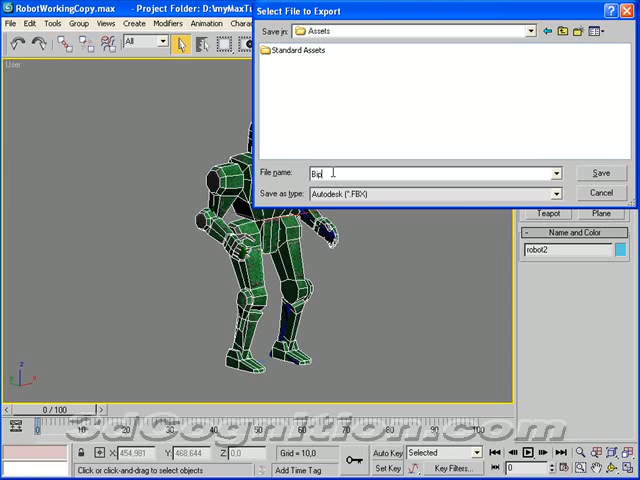 RobotWorkingCopy.max - Project Folder: D:\myMaxTu
File Edit Tools Group Views Create Modifiers Animation
All
User
Select File to Export
Save in: Assets
Standard Assets
File name: Bip
Save
Save as type: Autodesk (*.FBX)
Cancel
Teapot Plane
- Name and Color
robot2
z
x
< 0 / 100 >
0 10 20 30 40 50 60 70 80 90 100
3dCognition.com
X: 454,981 Y: 468,644 Z: 0,0 Grid = 10,0
Auto Key Selected
Click or click-and-drag to select objects
Add Time Tag
Set Key Key Filters...
0